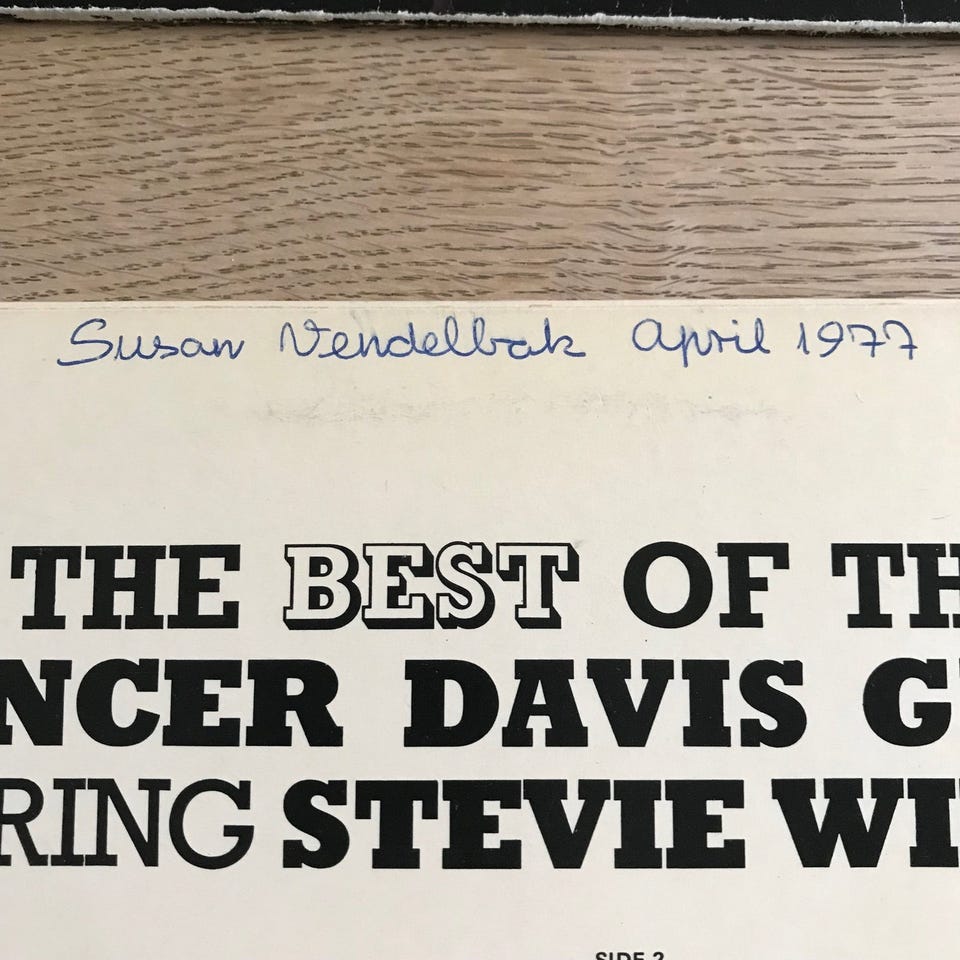 Susan Vendelbak April 1977
THE BEST OF TH
NCER DAVIS G
RING STEVIE WI
SIDE 2